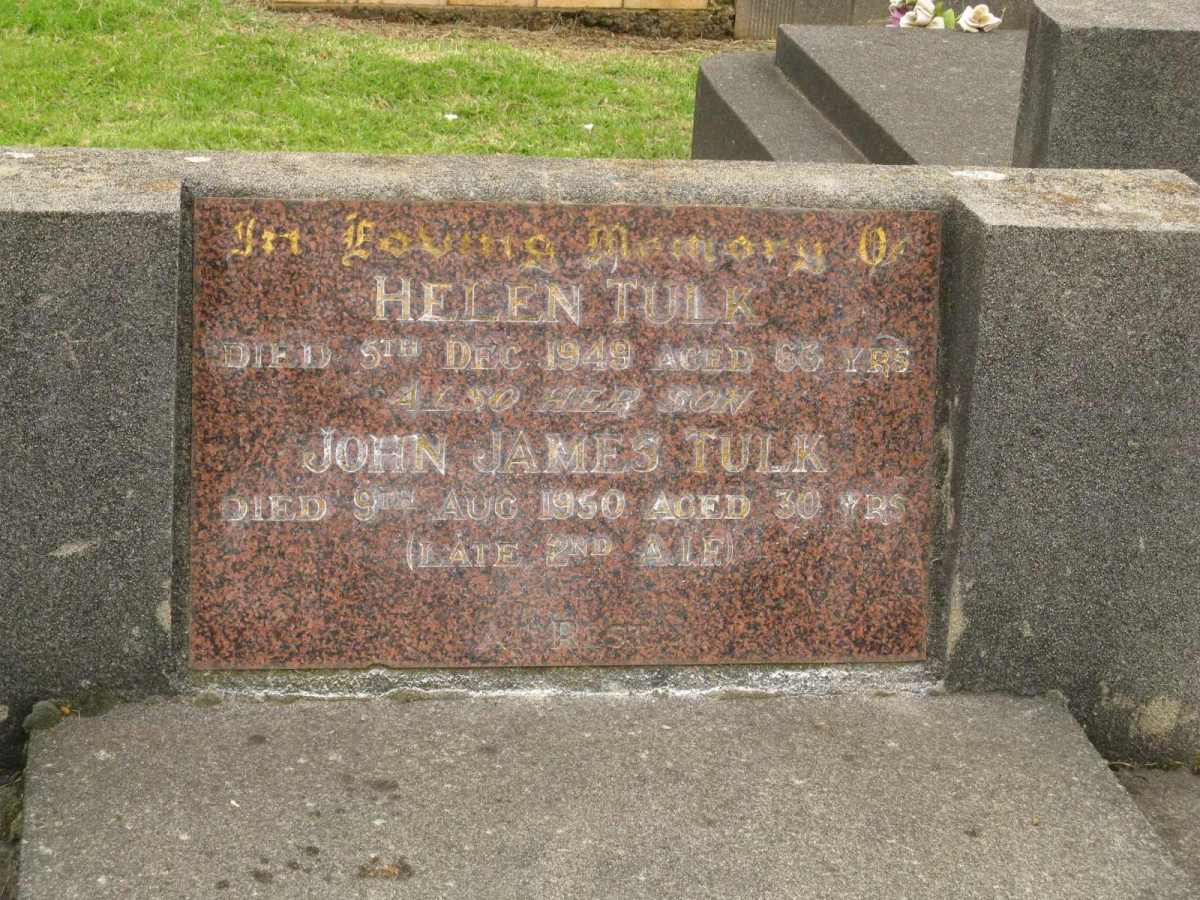 In Loving Memory Of
HELEN TULK
DIED 5TH DEC 1949 AGED 63 YRS
ALSO HER SON
JOHN JAMES TULK
DIED 9TH AUG 1950 AGED 30 YRS
(LATE 2ND A.I.F)
REST